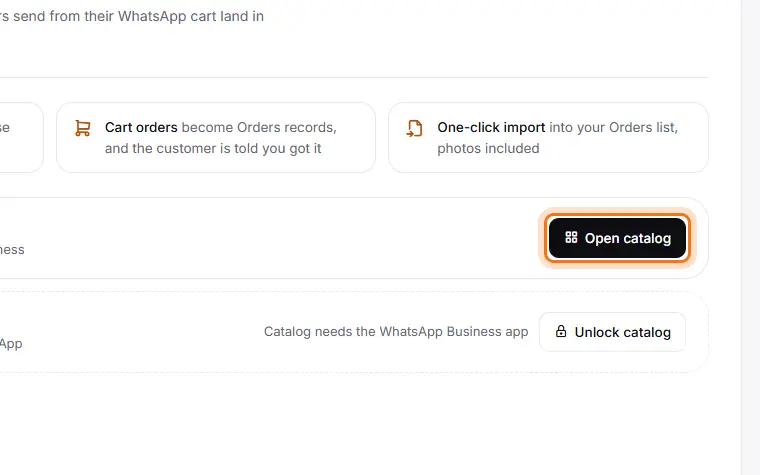 rs send from their WhatsApp cart land in
se
Cart orders become Orders records,
and the customer is told you got it
One-click import into your Orders list,
photos included
ness
Open catalog
App
Catalog needs the WhatsApp Business app
Unlock catalog